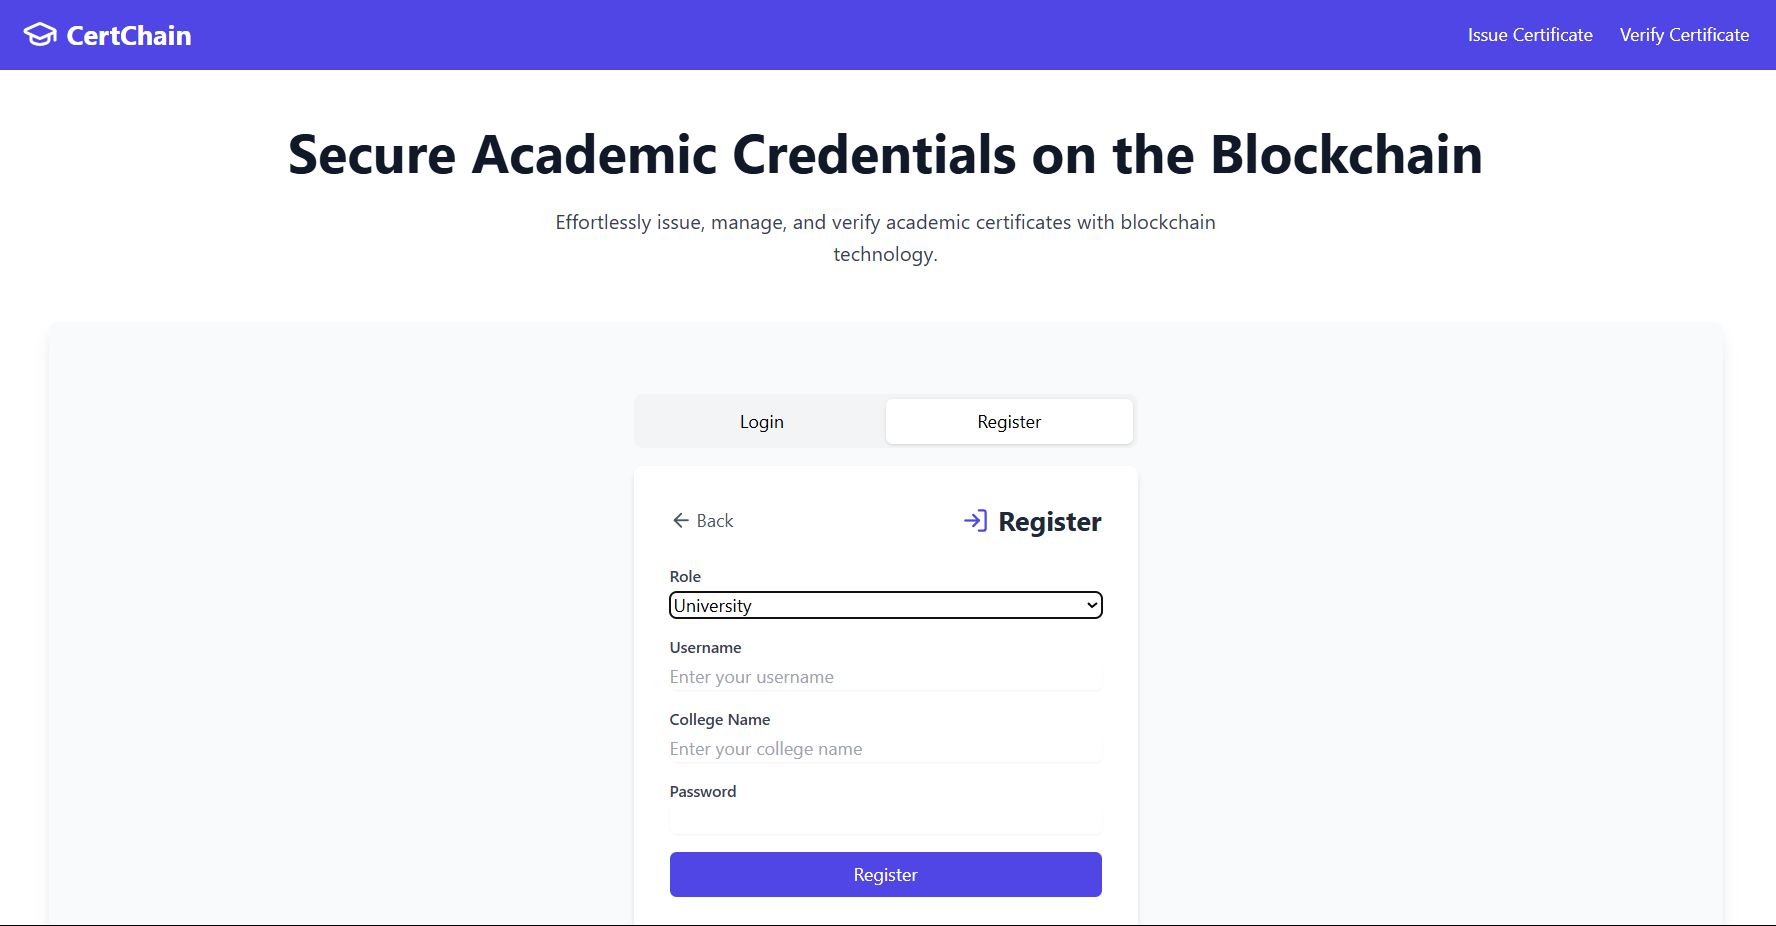 CertChain
Issue Certificate
Verify Certificate
Secure Academic Credentials on the Blockchain
Effortlessly issue, manage, and verify academic certificates with blockchain
technology.
Login
Register
Back
Register
Role
University
Username
Enter your username
College Name
Enter your college name
Password
Register